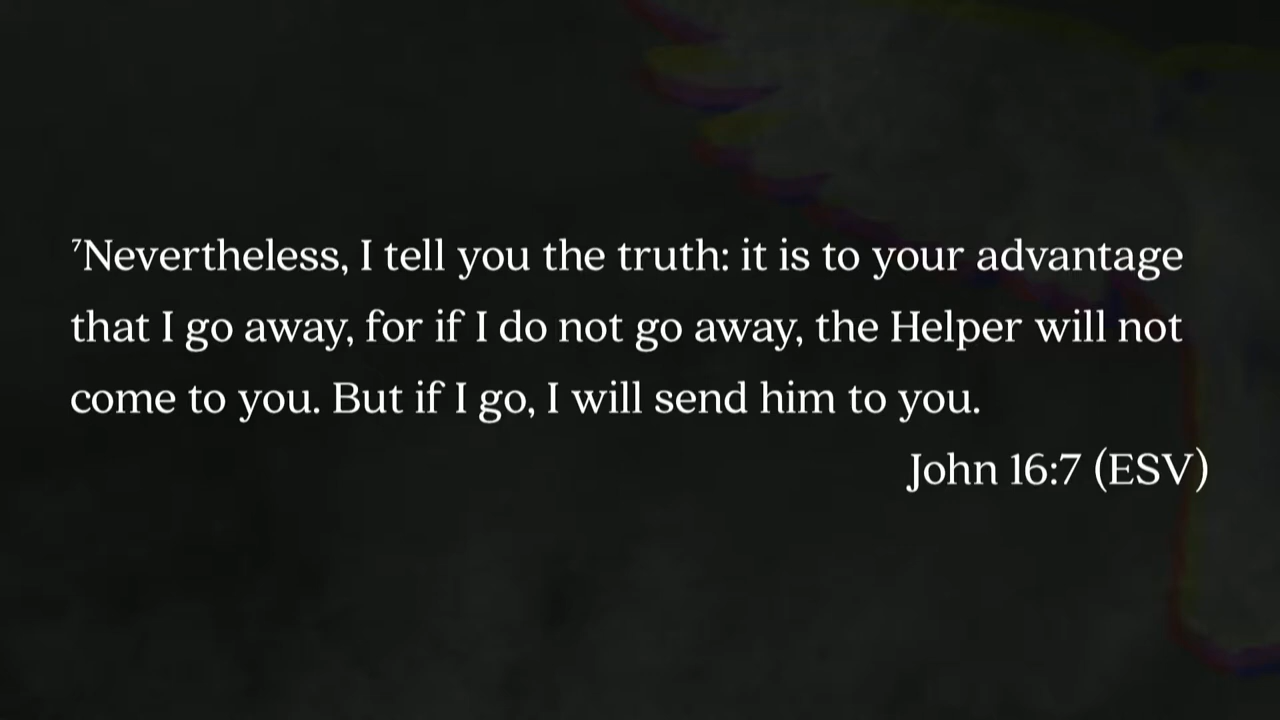 ⁷Nevertheless, I tell you the truth: it is to your advantage
that I go away, for if I do not go away, the Helper will not
come to you. But if I go, I will send him to you.
John 16:7 (ESV)